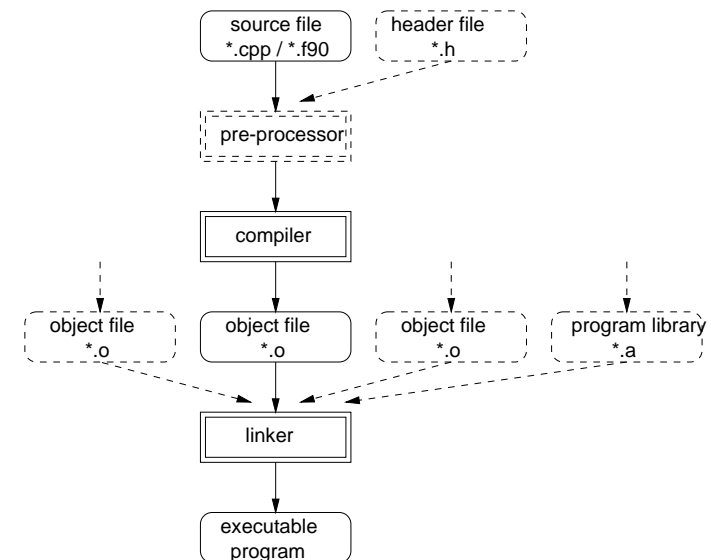 source file
*.cpp / *.f90
header file
*.h
pre-processor
compiler
object file
*.o
object file
*.o
object file
*.o
program library
*.a
linker
executable
program